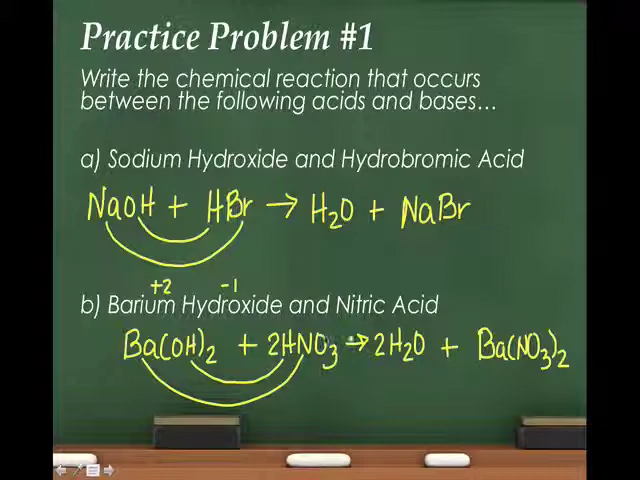 Practice Problem #1
Write the chemical reaction that occurs
between the following acids and bases…
a) Sodium Hydroxide and Hydrobromic Acid
NaOH + HBr → H₂O + NaBr
+2 -1
b) Barium Hydroxide and Nitric Acid
Ba(OH)₂ + 2HNO₃ → 2H₂O + Ba(NO₃)₂